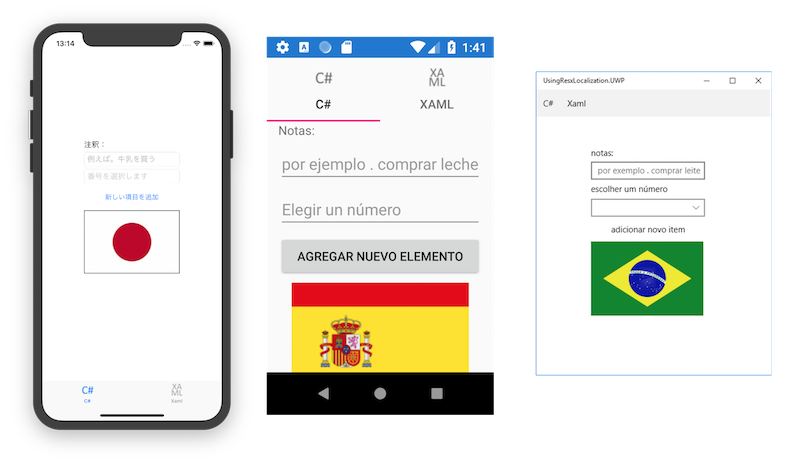 13:14
注釈：
例えば。牛乳を買う
番号を選択します
新しい項目を追加
C#
XA
ML
C#
Xaml
A
1:41
C#
XA
ML
C#
XAML
Notas:
por ejemplo . comprar leche
Elegir un número
AGREGAR NUEVO ELEMENTO
UsingResxLocalization.UWP
C#
Xaml
notas:
por exemplo . comprar leite
escolher um número
adicionar novo item